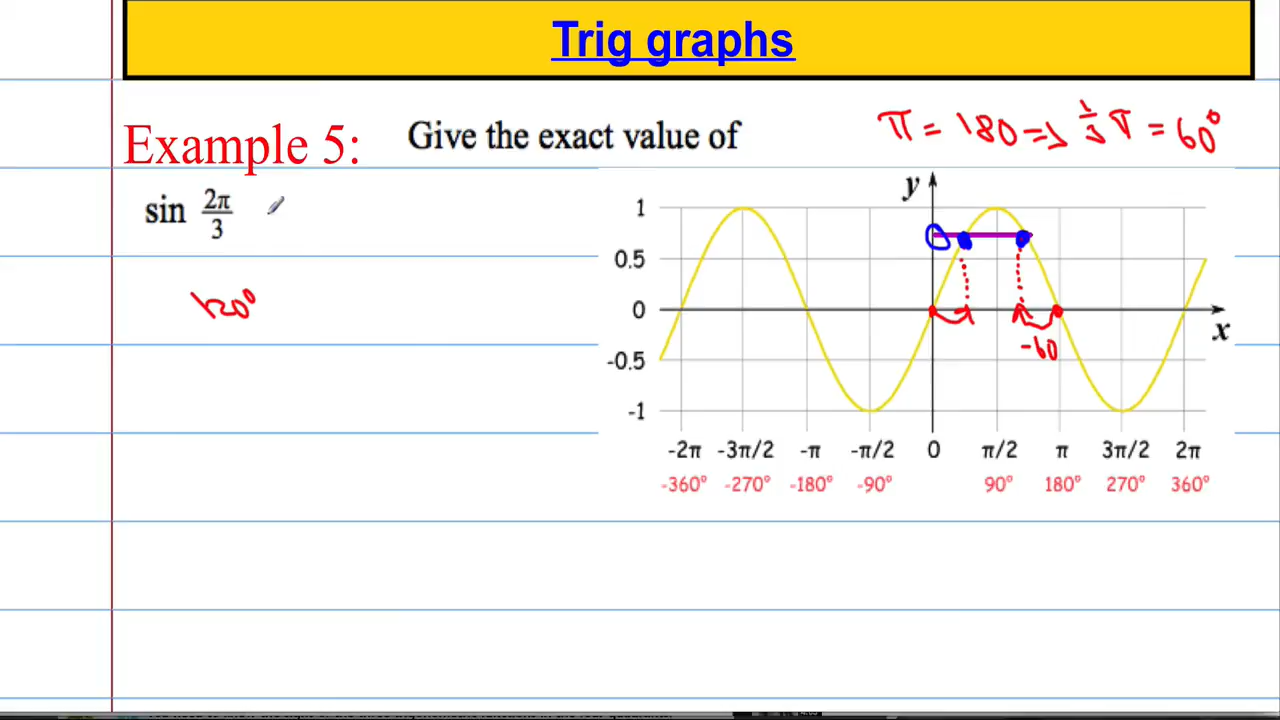 Trig graphs
Example 5: Give the exact value of
π = 180 => 1/3 π = 60°
sin 2π/3
120°
y
1
0.5
0
-0.5
-1
x
-60
-2π -3π/2 -π -π/2 0 π/2 π 3π/2 2π
-360° -270° -180° -90° 90° 180° 270° 360°